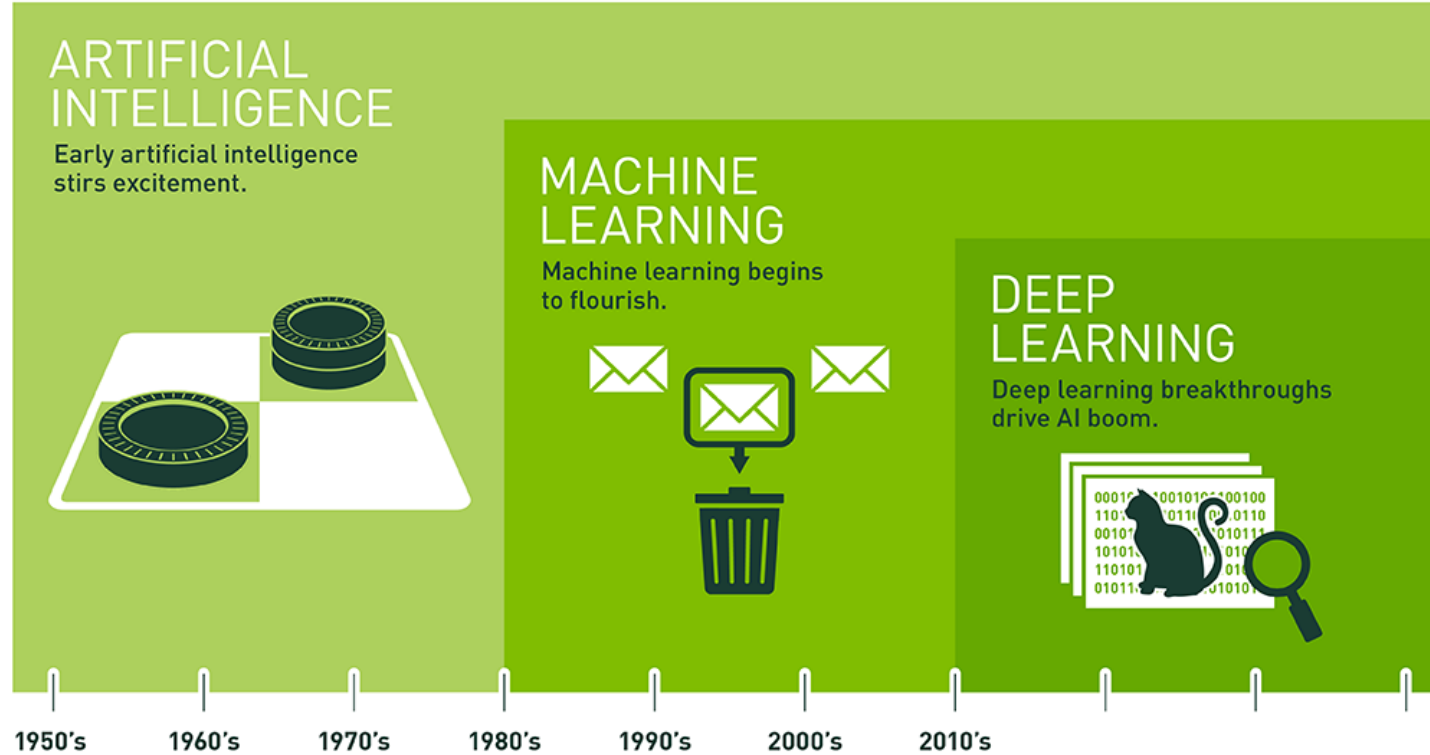 ARTIFICIAL
INTELLIGENCE
Early artificial intelligence
stirs excitement.
MACHINE
LEARNING
Machine learning begins
to flourish.
DEEP
LEARNING
Deep learning breakthroughs
drive AI boom.
1950's 1960's 1970's 1980's 1990's 2000's 2010's